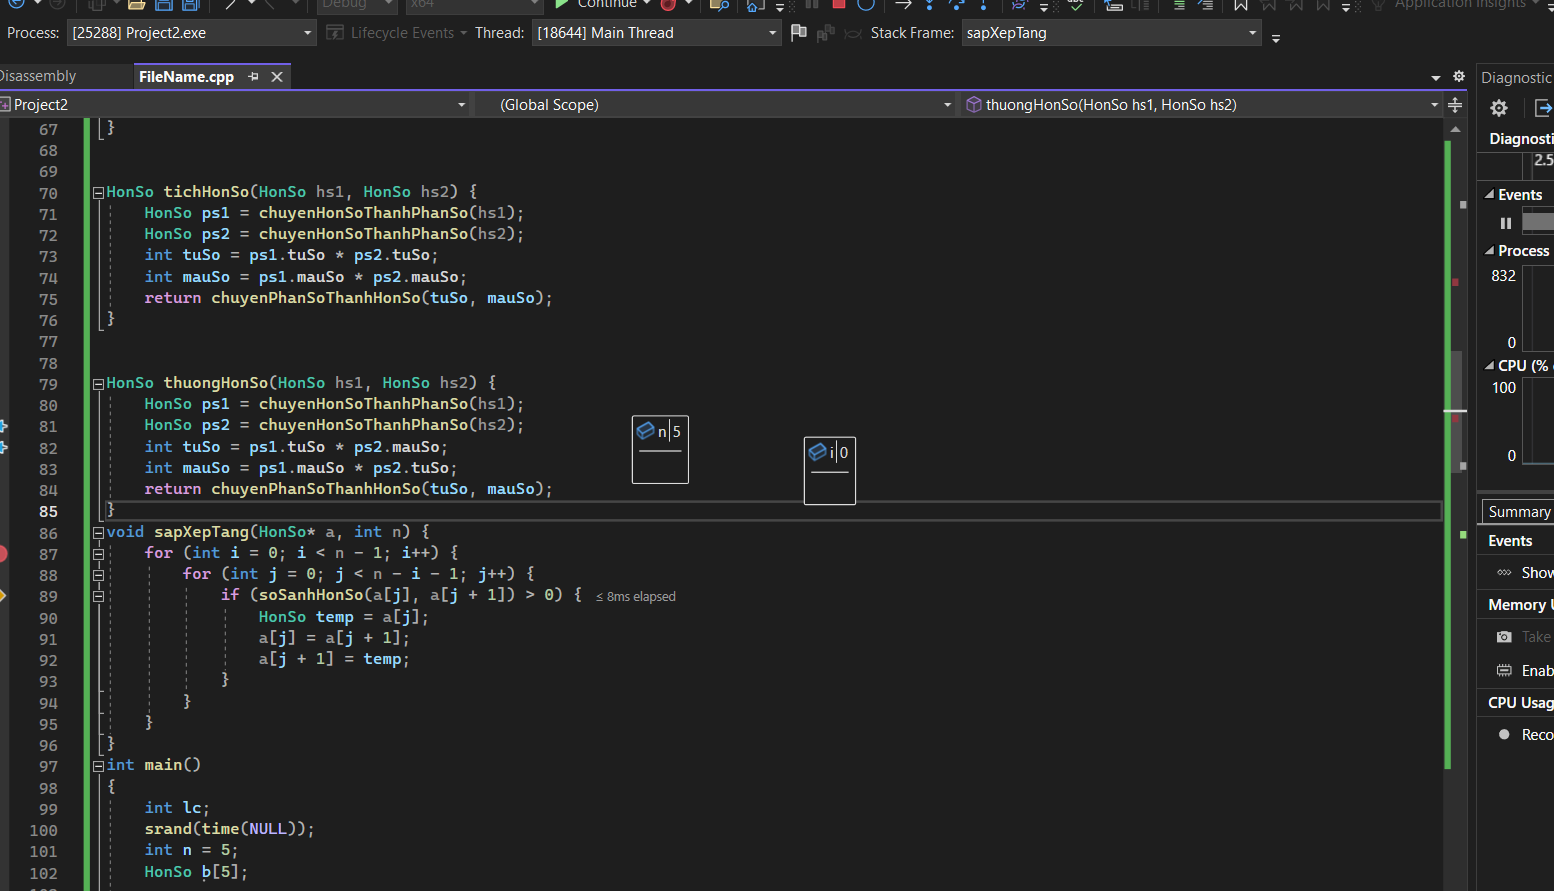 Debug x64 Continue Application Insights
Process: [25288] Project2.exe Lifecycle Events Thread: [18644] Main Thread Stack Frame: sapXepTang
Disassembly FileName.cpp
Diagnostic
Project2 (Global Scope) thuongHonSo(HonSo hs1, HonSo hs2)
67 }
68
69
70 HonSo tichHonSo(HonSo hs1, HonSo hs2) {
71 HonSo ps1 = chuyenHonSoThanhPhanSo(hs1);
72 HonSo ps2 = chuyenHonSoThanhPhanSo(hs2);
73 int tuSo = ps1.tuSo * ps2.tuSo;
74 int mauSo = ps1.mauSo * ps2.mauSo;
75 return chuyenPhanSoThanhHonSo(tuSo, mauSo);
76 }
77
78
79 HonSo thuongHonSo(HonSo hs1, HonSo hs2) {
80 HonSo ps1 = chuyenHonSoThanhPhanSo(hs1);
81 HonSo ps2 = chuyenHonSoThanhPhanSo(hs2);
82 int tuSo = ps1.tuSo * ps2.mauSo;
83 int mauSo = ps1.mauSo * ps2.tuSo;
84 return chuyenPhanSoThanhHonSo(tuSo, mauSo);
85 }
86 void sapXepTang(HonSo* a, int n) {
87 for (int i = 0; i < n - 1; i++) {
88 for (int j = 0; j < n - i - 1; j++) {
89 if (soSanhHonSo(a[j], a[j + 1]) > 0) { ≤ 8ms elapsed
90 HonSo temp = a[j];
91 a[j] = a[j + 1];
92 a[j + 1] = temp;
93 }
94 }
95 }
96 }
97 int main()
98 {
99 int lc;
100 srand(time(NULL));
101 int n = 5;
102 HonSo b[5];
n 5
i 0
Diagnosti
2.5
Events
Process
832
0
CPU (%
100
0
Summary
Events
Show
Memory U
Take
Enab
CPU Usag
Reco